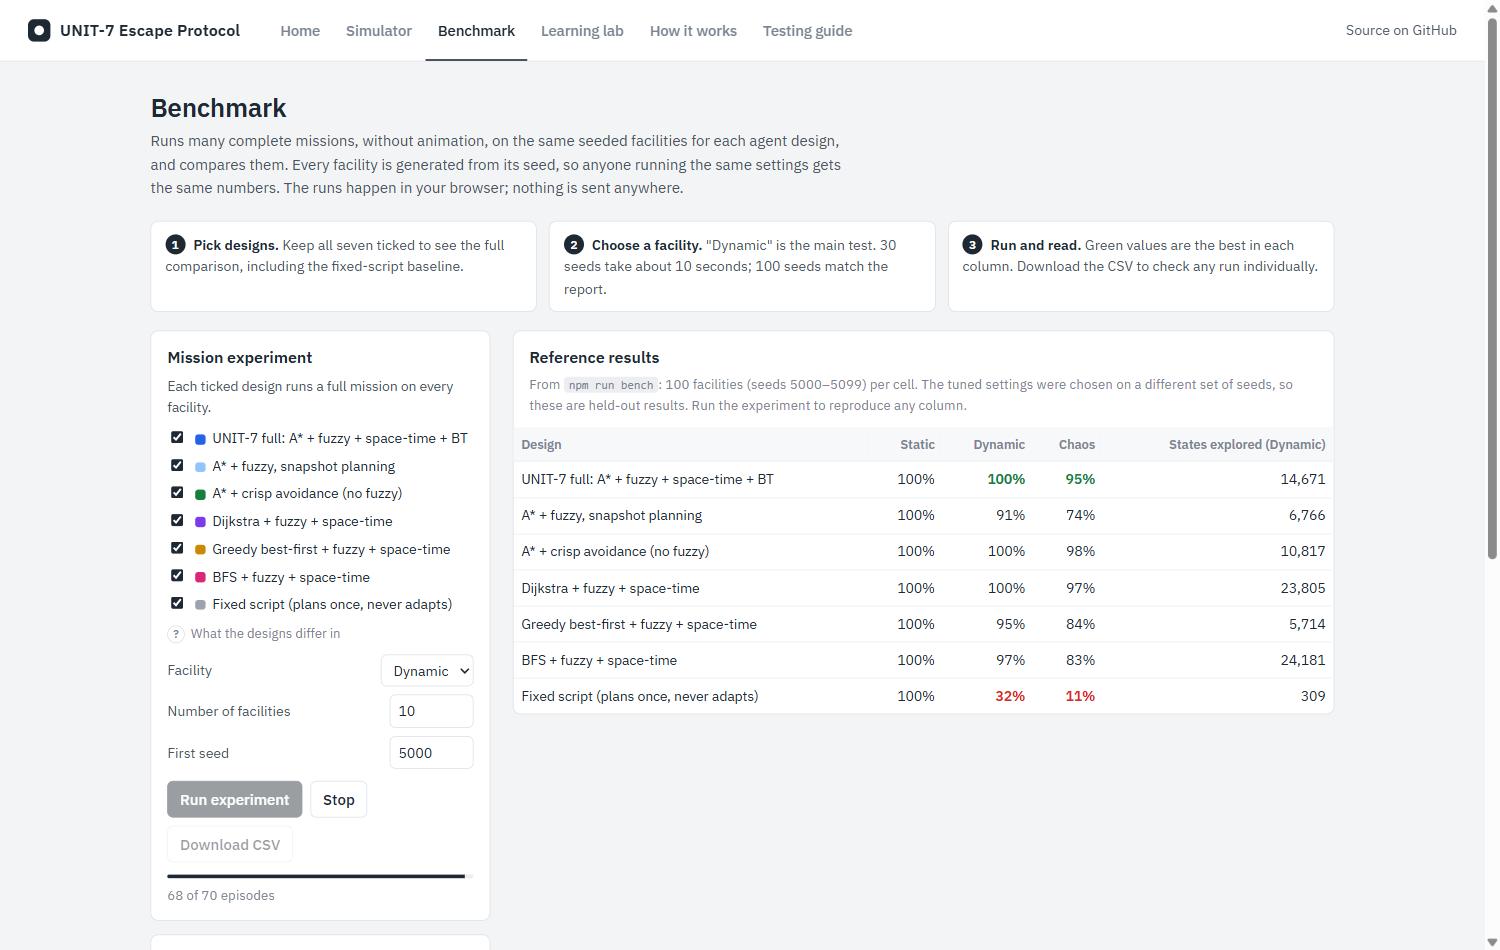 UNIT-7 Escape Protocol
Home
Simulator
Benchmark
Learning lab
How it works
Testing guide
Source on GitHub
Benchmark
Runs many complete missions, without animation, on the same seeded facilities for each agent design,
and compares them. Every facility is generated from its seed, so anyone running the same settings gets
the same numbers. The runs happen in your browser; nothing is sent anywhere.
1 Pick designs. Keep all seven ticked to see the full
comparison, including the fixed-script baseline.
2 Choose a facility. "Dynamic" is the main test. 30
seeds take about 10 seconds; 100 seeds match the
report.
3 Run and read. Green values are the best in each
column. Download the CSV to check any run individually.
Mission experiment
Each ticked design runs a full mission on every
facility.
UNIT-7 full: A* + fuzzy + space-time + BT
A* + fuzzy, snapshot planning
A* + crisp avoidance (no fuzzy)
Dijkstra + fuzzy + space-time
Greedy best-first + fuzzy + space-time
BFS + fuzzy + space-time
Fixed script (plans once, never adapts)
? What the designs differ in
Facility Dynamic
Number of facilities 10
First seed 5000
Run experiment Stop
Download CSV
68 of 70 episodes
Reference results
From npm run bench: 100 facilities (seeds 5000–5099) per cell. The tuned settings were chosen on a different set of seeds, so
these are held-out results. Run the experiment to reproduce any column.
Design Static Dynamic Chaos States explored (Dynamic)
UNIT-7 full: A* + fuzzy + space-time + BT 100% 100% 95% 14,671
A* + fuzzy, snapshot planning 100% 91% 74% 6,766
A* + crisp avoidance (no fuzzy) 100% 100% 98% 10,817
Dijkstra + fuzzy + space-time 100% 100% 97% 23,805
Greedy best-first + fuzzy + space-time 100% 95% 84% 5,714
BFS + fuzzy + space-time 100% 97% 83% 24,181
Fixed script (plans once, never adapts) 100% 32% 11% 309